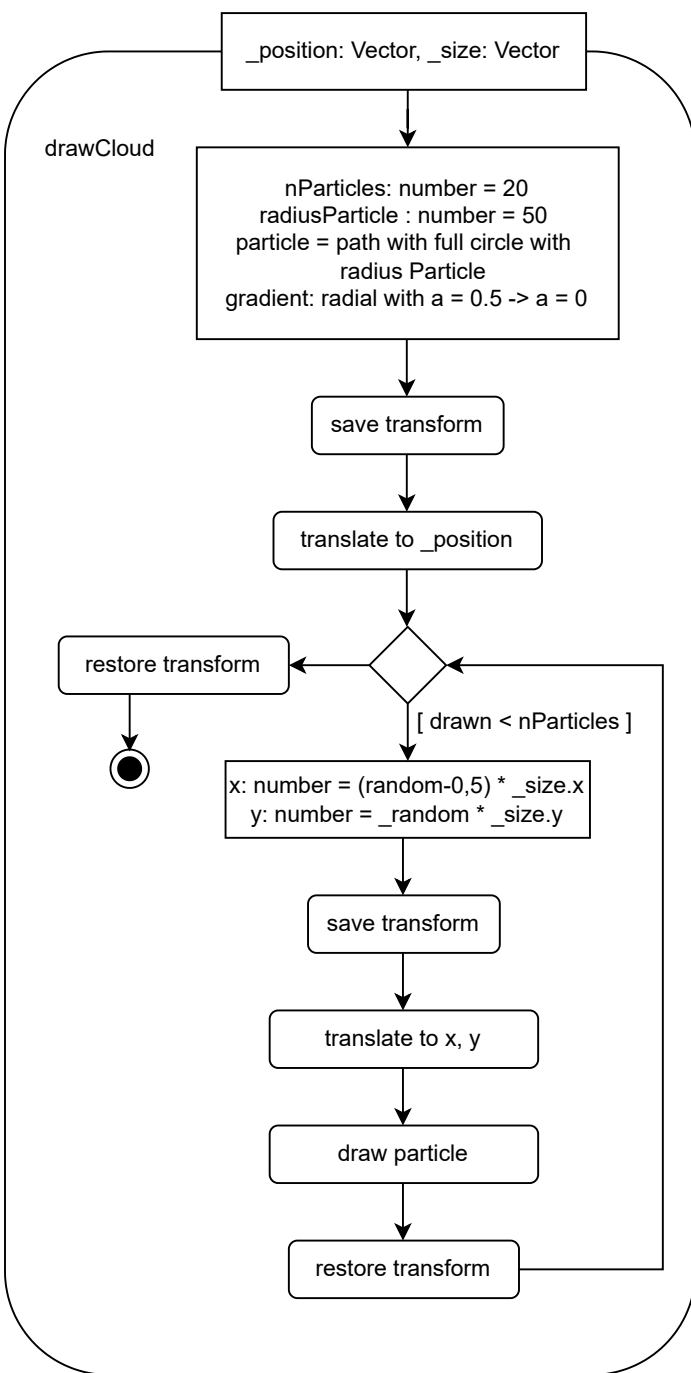 _position: Vector, _size: Vector
drawCloud
nParticles: number = 20
radiusParticle : number = 50
particle = path with full circle with
radius Particle
gradient: radial with a = 0.5 -> a = 0
save transform
translate to _position
restore transform
[ drawn < nParticles ]
x: number = (random-0,5) * _size.x
y: number = _random * _size.y
save transform
translate to x, y
draw particle
restore transform